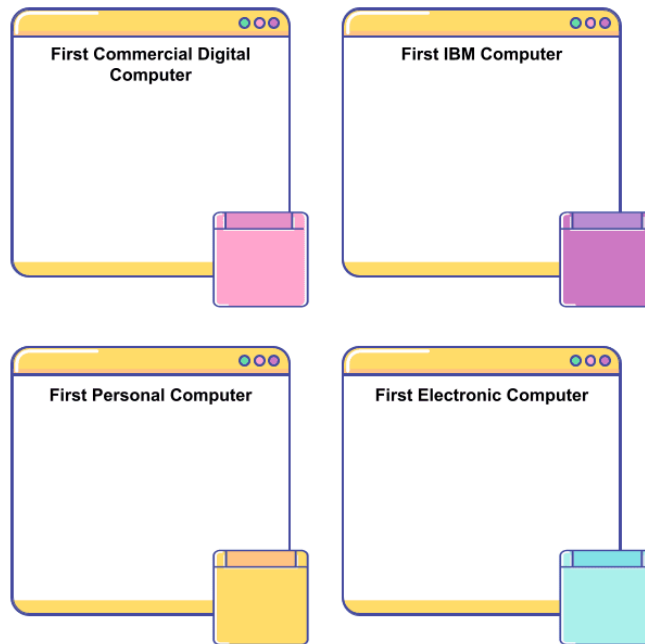 First Commercial Digital
Computer
First IBM Computer
First Personal Computer
First Electronic Computer